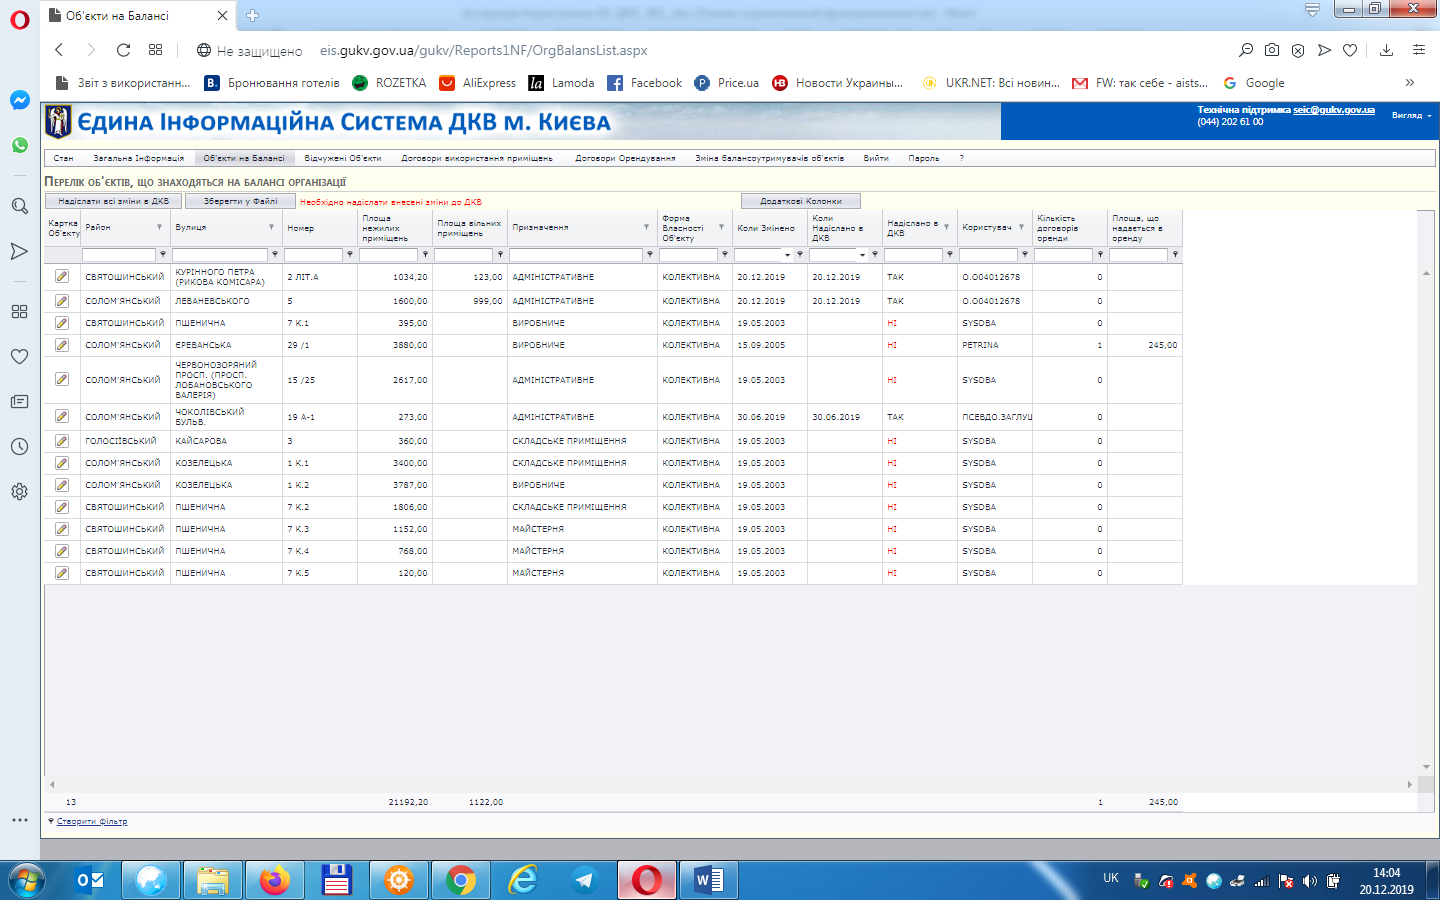 Об'єкти на Балансі
Не защищено eis.gukv.gov.ua/gukv/Reports1NF/OrgBalansList.aspx
Звіт з використанн... Бронювання готелів ROZETKA AliExpress Lamoda Facebook Price.ua Новости Украины... UKR.NET: Всі новин... FW: так себе - aists... Google »
Єдина Інформаційна Система ДКВ м. Києва
Технічна підтримка seic@gukv.gov.ua
(044) 202 61 00
Вигляд
Стан Загальна Інформація Об'єкти на Балансі Відчужені Об'єкти Договори використання приміщень Договори Орендування Зміна балансоутримувачів об'єктів Вийти Пароль ?
Перелік об'єктів, що знаходяться на балансі організації
Надіслати всі зміни в ДКВ Зберегти у Файлі Необхідно надіслати внесені зміни до ДКВ Додаткові Колонки
Картка Об'єкту Район Вулиця Номер Площа нежилих приміщень Площа вільних приміщень Призначення Форма Власності Об'єкту Коли Змінено Коли Надіслано в ДКВ Надіслано в ДКВ Користувач Кількість договорів оренди Площа, що надається в оренду
СВЯТОШИНСЬКИЙ КУРІННОГО ПЕТРА (РИКОВА КОМІСАРА) 2 ЛІТ.А 1034,20 123,00 АДМІНІСТРАТИВНЕ КОЛЕКТИВНА 20.12.2019 20.12.2019 ТАК O.O04012678 0
СОЛОМ'ЯНСЬКИЙ ЛЕВАНЕВСЬКОГО 5 1600,00 999,00 АДМІНІСТРАТИВНЕ КОЛЕКТИВНА 20.12.2019 20.12.2019 ТАК O.O04012678 0
СВЯТОШИНСЬКИЙ ПШЕНИЧНА 7 К.1 395,00 ВИРОБНИЧЕ КОЛЕКТИВНА 19.05.2003 НІ SYSDBA 0
СОЛОМ'ЯНСЬКИЙ ЄРЕВАНСЬКА 29 /1 3880,00 ВИРОБНИЧЕ КОЛЕКТИВНА 15.09.2005 НІ PETRINA 1 245,00
СОЛОМ'ЯНСЬКИЙ ЧЕРВОНОЗОРЯНИЙ ПРОСП. (ПРОСП. ЛОБАНОВСЬКОГО ВАЛЕРІЯ) 15 /25 2617,00 АДМІНІСТРАТИВНЕ КОЛЕКТИВНА 19.05.2003 НІ SYSDBA 0
СОЛОМ'ЯНСЬКИЙ ЧОКОЛІВСЬКИЙ БУЛЬВ. 19 А-1 273,00 АДМІНІСТРАТИВНЕ КОЛЕКТИВНА 30.06.2019 30.06.2019 ТАК ПСЕВДО.ЗАГЛУШ 0
ГОЛОСІЇВСЬКИЙ КАЙСАРОВА 3 360,00 СКЛАДСЬКЕ ПРИМІЩЕННЯ КОЛЕКТИВНА 19.05.2003 НІ SYSDBA 0
СОЛОМ'ЯНСЬКИЙ КОЗЕЛЕЦЬКА 1 К.1 3400,00 СКЛАДСЬКЕ ПРИМІЩЕННЯ КОЛЕКТИВНА 19.05.2003 НІ SYSDBA 0
СОЛОМ'ЯНСЬКИЙ КОЗЕЛЕЦЬКА 1 К.2 3787,00 ВИРОБНИЧЕ КОЛЕКТИВНА 19.05.2003 НІ SYSDBA 0
СВЯТОШИНСЬКИЙ ПШЕНИЧНА 7 К.2 1806,00 СКЛАДСЬКЕ ПРИМІЩЕННЯ КОЛЕКТИВНА 19.05.2003 НІ SYSDBA 0
СВЯТОШИНСЬКИЙ ПШЕНИЧНА 7 К.3 1152,00 МАЙСТЕРНЯ КОЛЕКТИВНА 19.05.2003 НІ SYSDBA 0
СВЯТОШИНСЬКИЙ ПШЕНИЧНА 7 К.4 768,00 МАЙСТЕРНЯ КОЛЕКТИВНА 19.05.2003 НІ SYSDBA 0
СВЯТОШИНСЬКИЙ ПШЕНИЧНА 7 К.5 120,00 МАЙСТЕРНЯ КОЛЕКТИВНА 19.05.2003 НІ SYSDBA 0
13 21192,20 1122,00 1 245,00
Створити фільтр
UK 14:04
20.12.2019